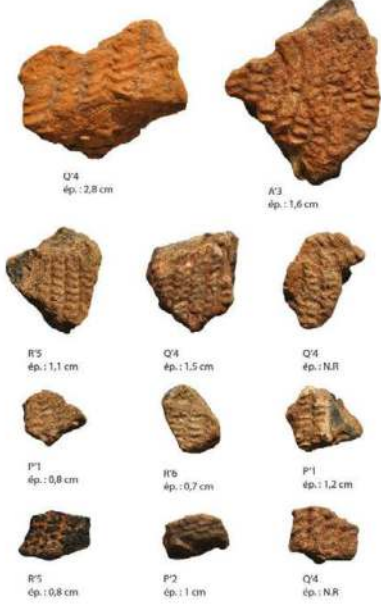 Q'4
ép. : 2,8 cm
A'3
ép. : 1,6 cm
R'5
ép. : 1,1 cm
Q'4
ép. : 1,5 cm
Q'4
ép. : N.R
P'1
ép. : 0,8 cm
R'6
ép. : 0,7 cm
P'1
ép. : 1,2 cm
R'5
ép. : 0,8 cm
P'2
ép. : 1 cm
Q'4
ép. : N.R